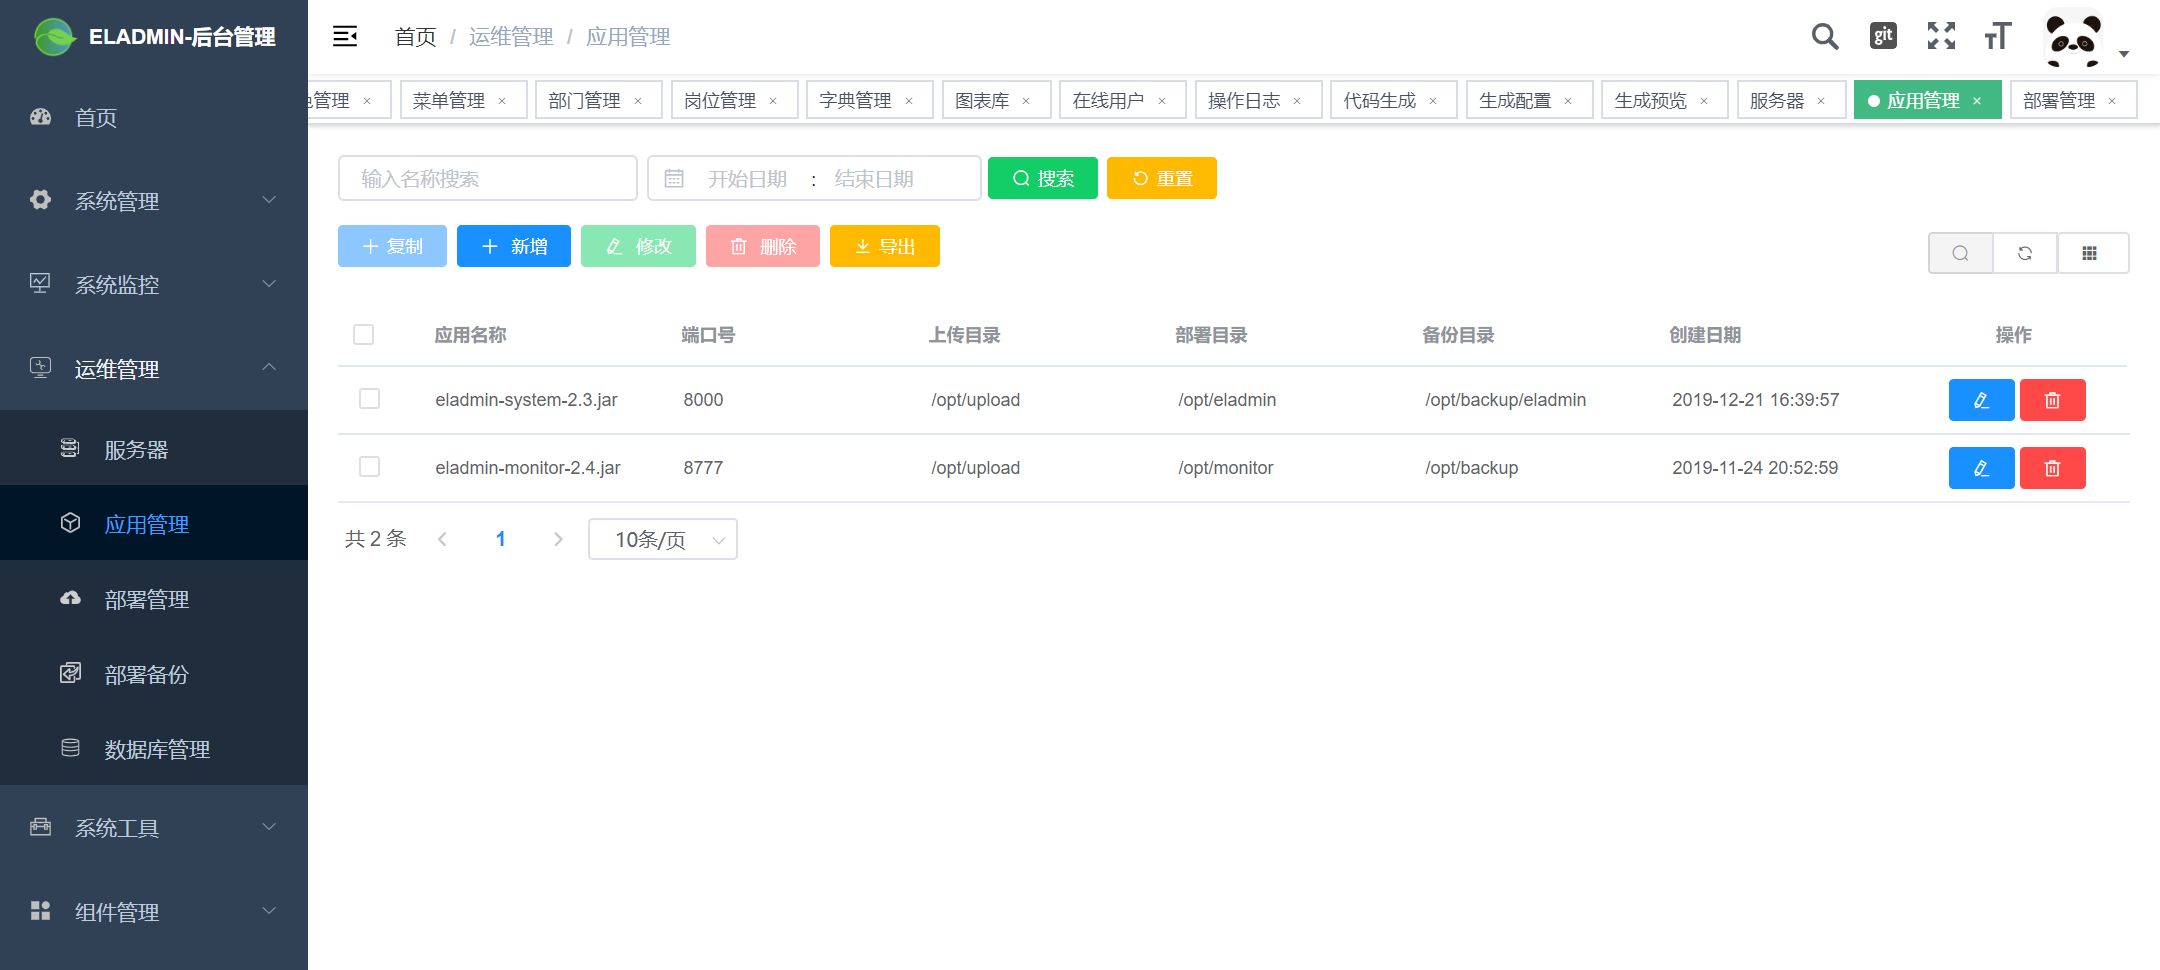 ELADMIN-后台管理
首页
系统管理
系统监控
运维管理
服务器
应用管理
部署管理
部署备份
数据库管理
系统工具
组件管理
首页 / 运维管理 / 应用管理
git
管理 × 菜单管理 × 部门管理 × 岗位管理 × 字典管理 × 图表库 × 在线用户 × 操作日志 × 代码生成 × 生成配置 × 生成预览 × 服务器 × 应用管理 × 部署管理 ×
输入名称搜索 开始日期 : 结束日期 搜索 重置
复制 新增 修改 删除 导出
应用名称 端口号 上传目录 部署目录 备份目录 创建日期 操作
eladmin-system-2.3.jar 8000 /opt/upload /opt/eladmin /opt/backup/eladmin 2019-12-21 16:39:57
eladmin-monitor-2.4.jar 8777 /opt/upload /opt/monitor /opt/backup 2019-11-24 20:52:59
共 2 条 1 10条/页